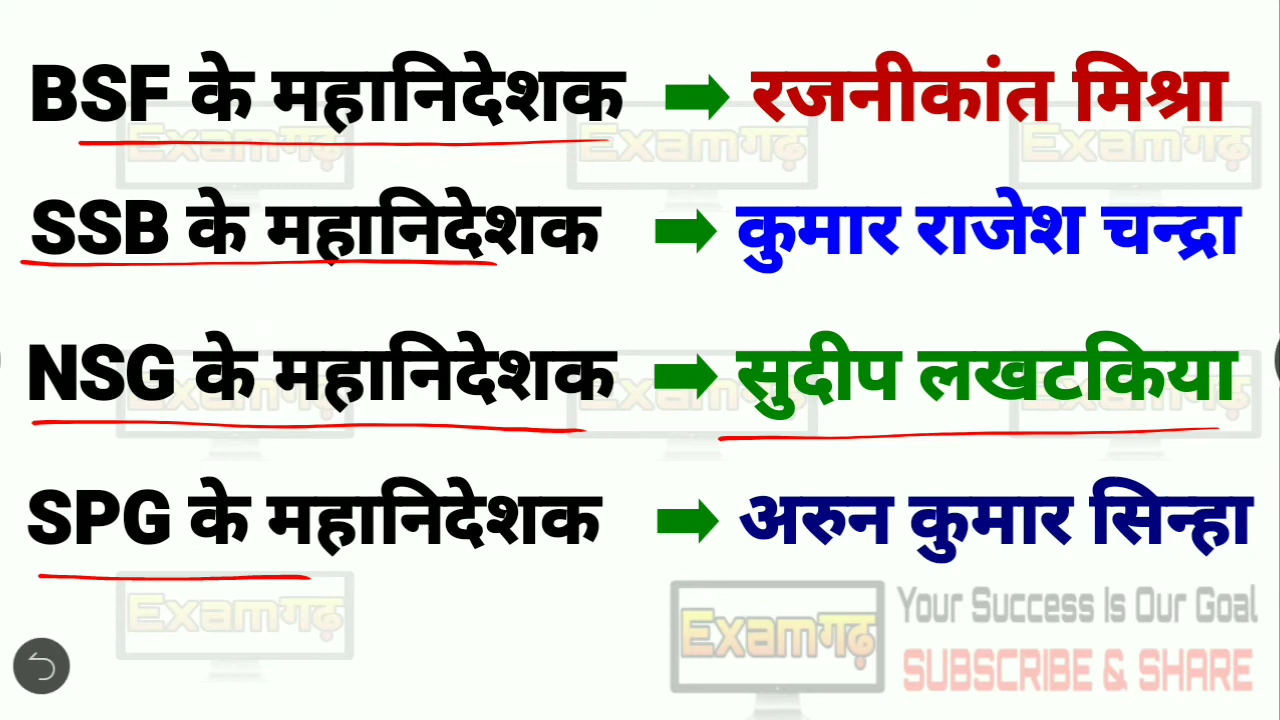 BSF के महानिदेशक ➡ रजनीकांत मिश्रा
SSB के महानिदेशक ➡ कुमार राजेश चन्द्रा
NSG के महानिदेशक ➡ सुदीप लखटकिया
SPG के महानिदेशक ➡ अरुन कुमार सिन्हा
Examगढ़
Your Success Is Our Goal
SUBSCRIBE & SHARE